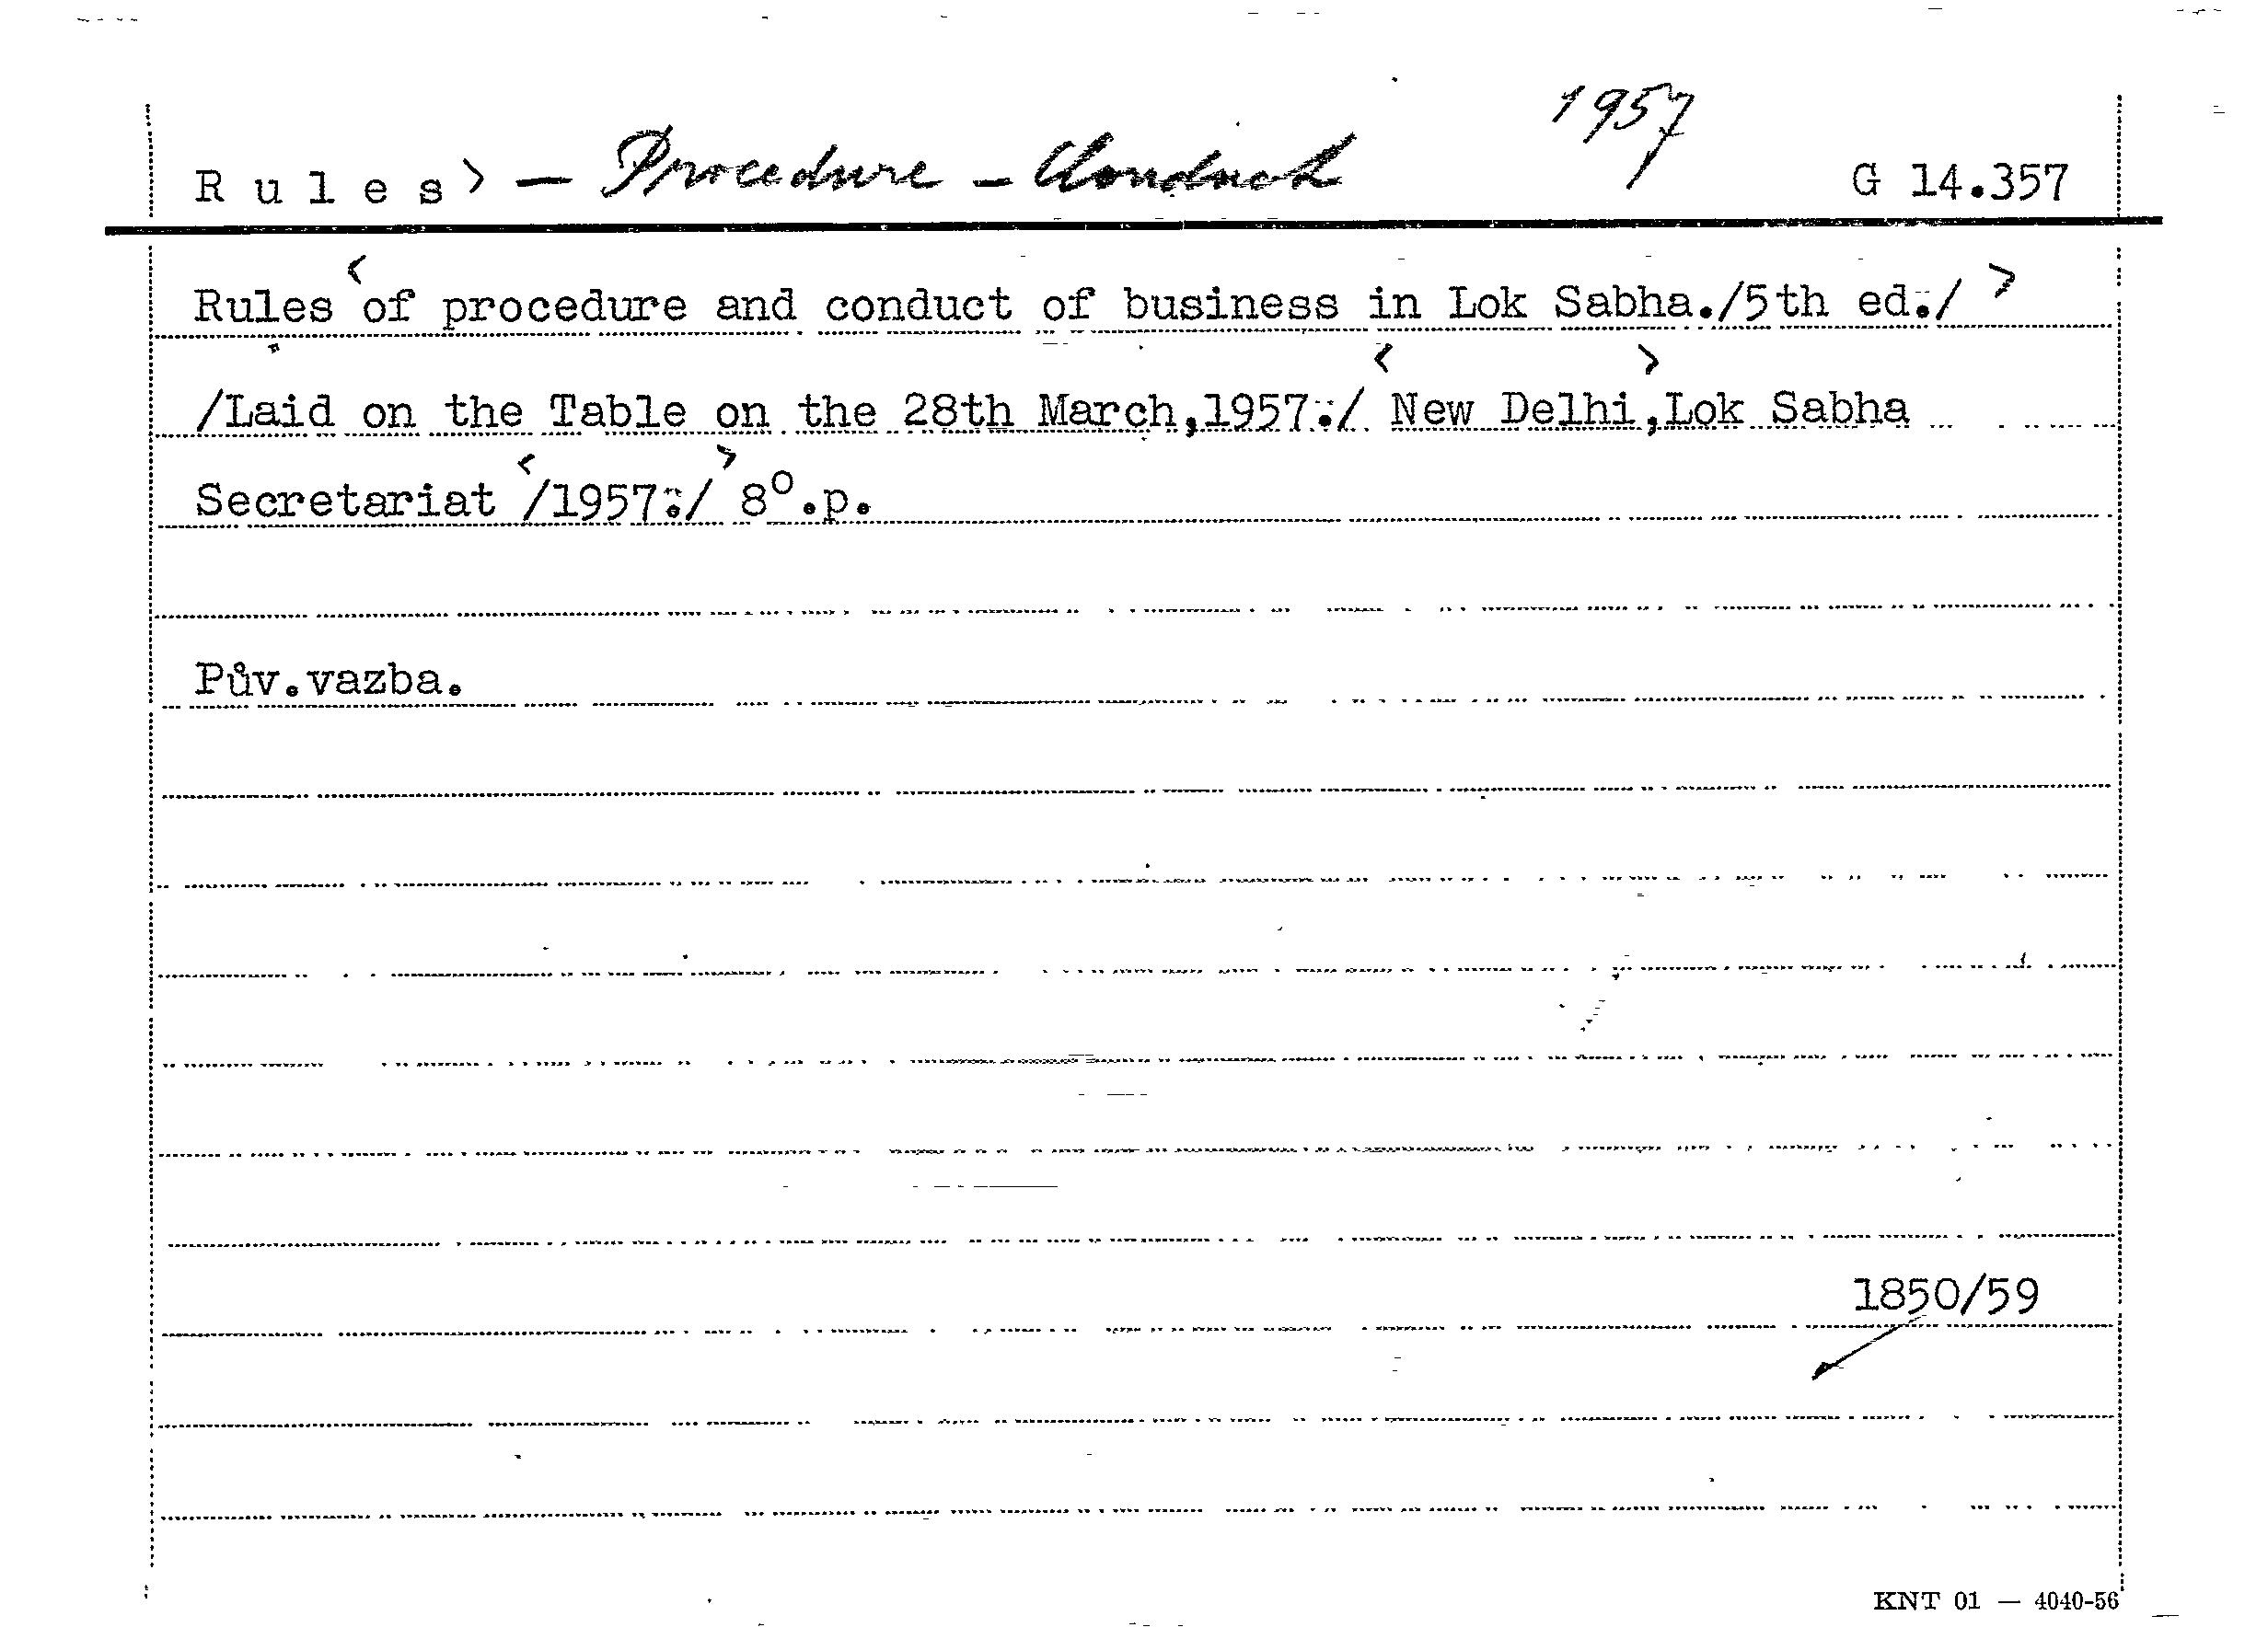 1957
R u l e s > — Procedure - Conduct G 14.357
Rules < of procedure and conduct of business in Lok Sabha./5th ed./ >
/Laid on the Table on the 28th March,1957./ < New Delhi, > Lok Sabha
Secretariat < /1957./ > 8°.p.
Pův.vazba.
1850/59
KNT 01 — 4040-56